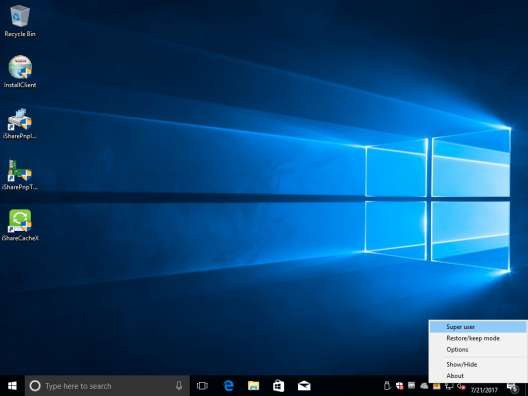 Recycle Bin
InstallClient
iSharePnpI...
iSharePnpT...
iShareCacheX
Super user
Restore/keep mode
Options
Show/Hide
About
Type here to search
7/21/2017